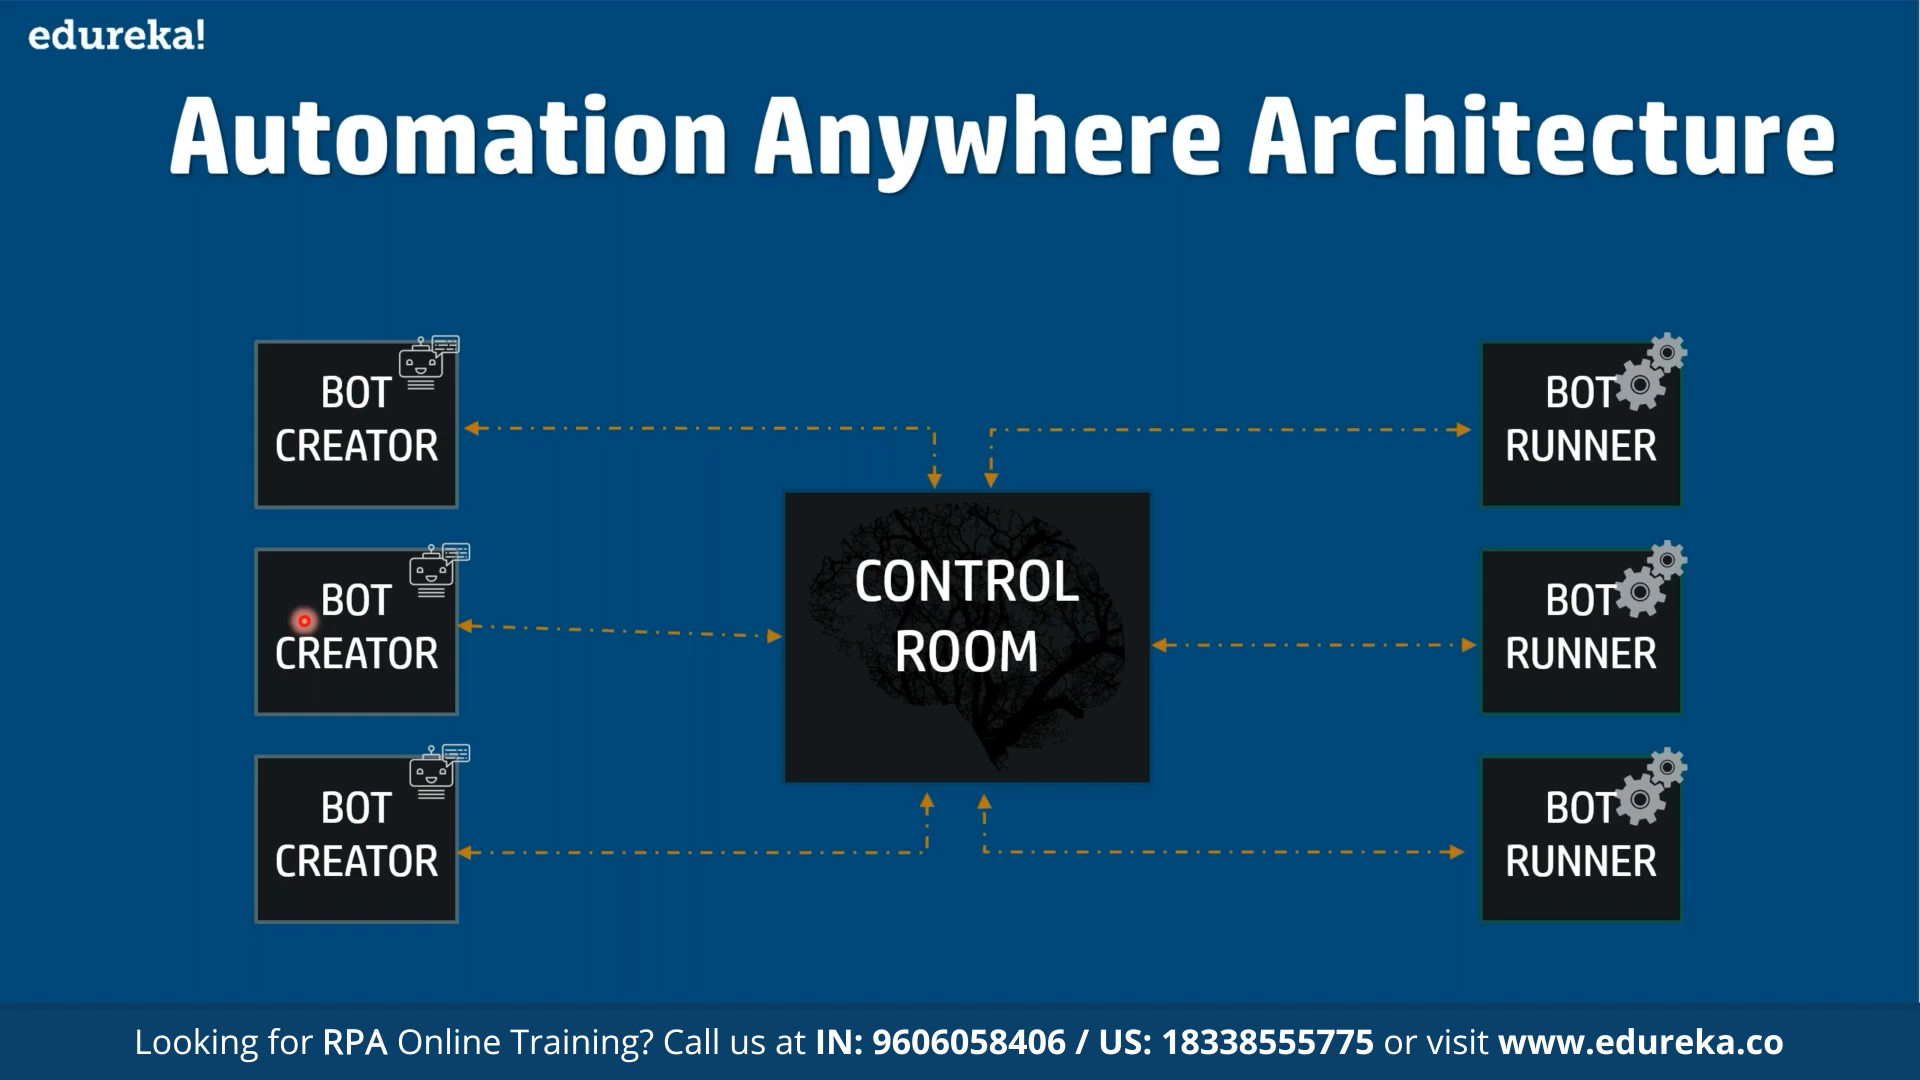 edureka!
Automation Anywhere Architecture
BOT
CREATOR
BOT
CREATOR
BOT
CREATOR
CONTROL
ROOM
BOT
RUNNER
BOT
RUNNER
BOT
RUNNER
Looking for RPA Online Training? Call us at IN: 9606058406 / US: 18338555775 or visit www.edureka.co